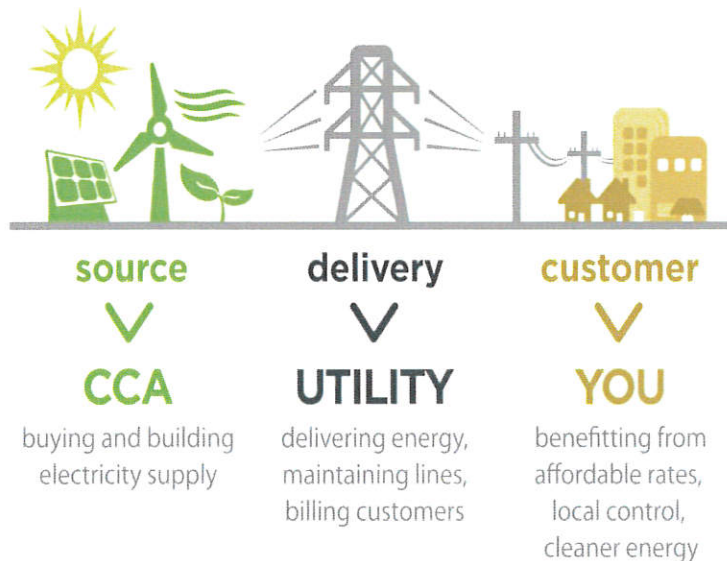 source
CCA
buying and building
electricity supply
delivery
UTILITY
delivering energy,
maintaining lines,
billing customers
customer
YOU
benefitting from
affordable rates,
local control,
cleaner energy